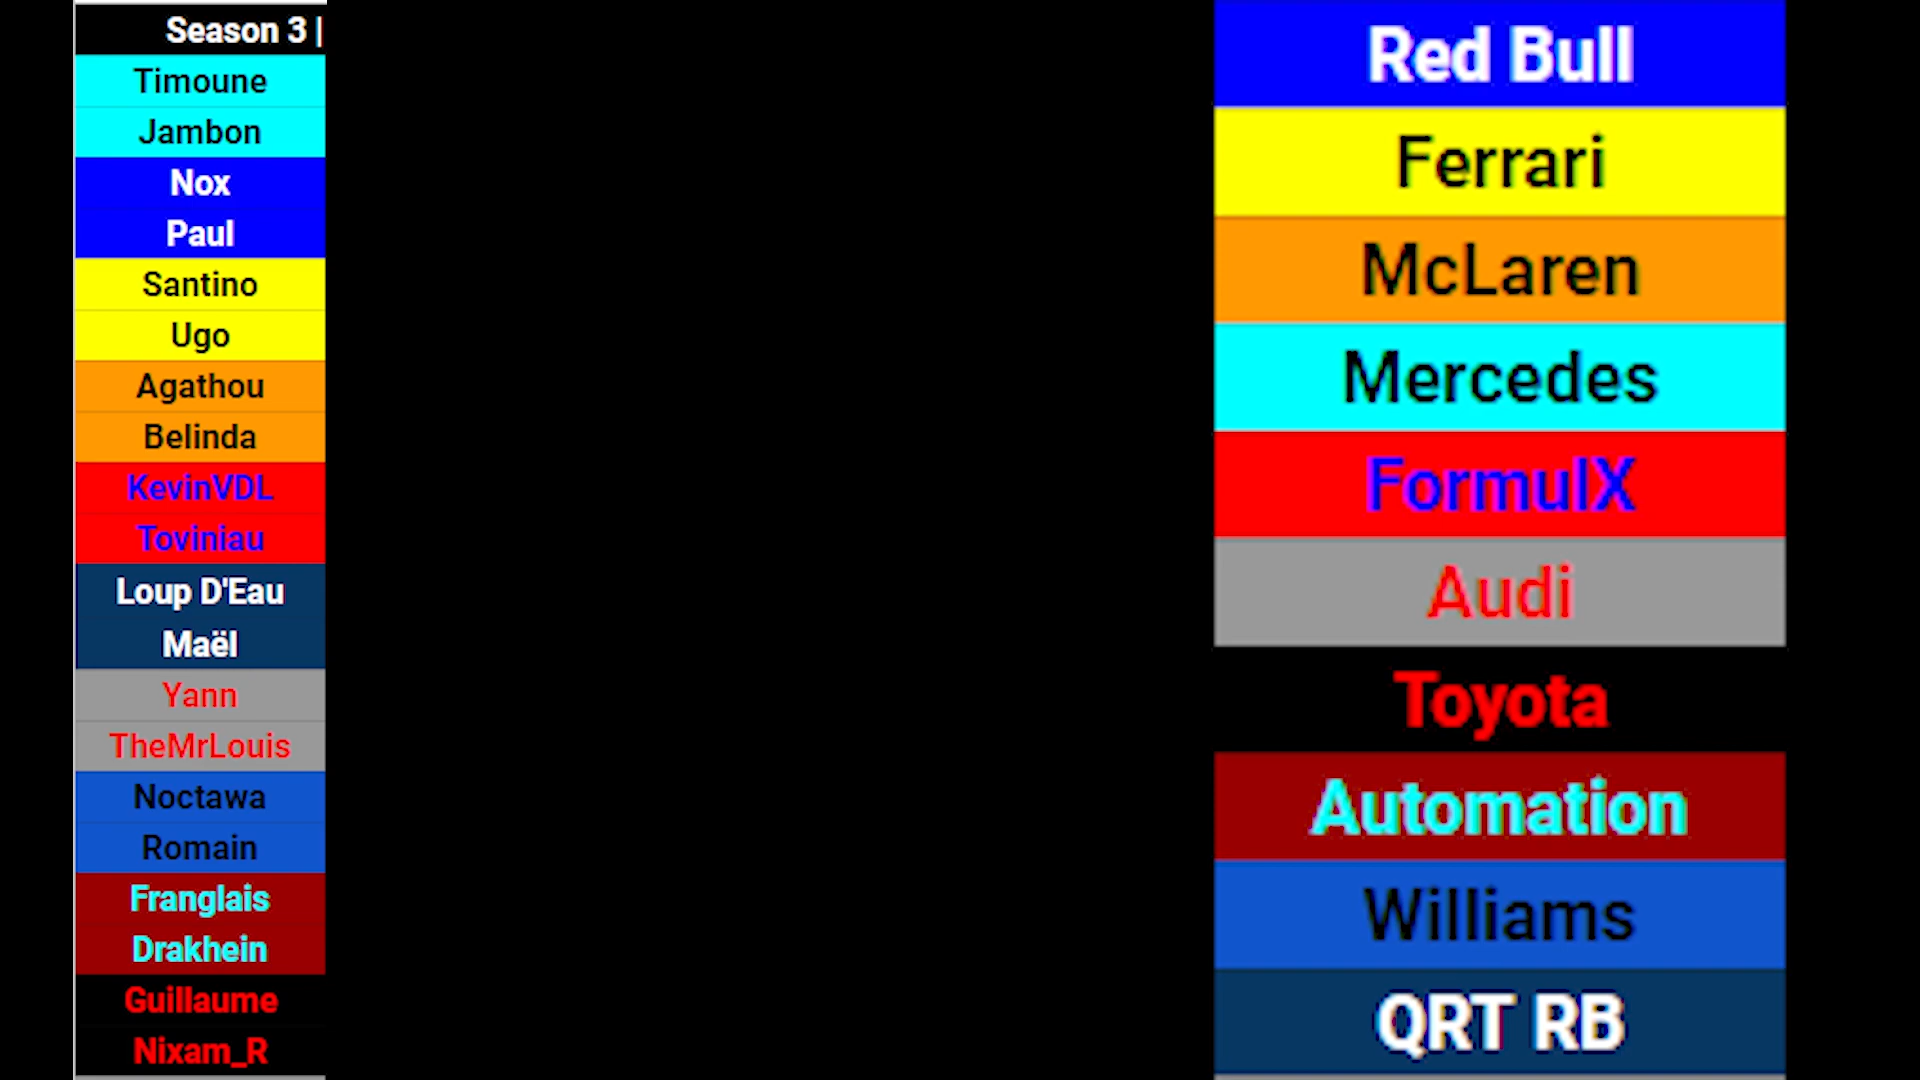 Season 3 |
Timoune
Jambon
Nox
Paul
Santino
Ugo
Agathou
Belinda
KevinVDL
Toviniau
Loup D'Eau
Maël
Yann
TheMrLouis
Noctawa
Romain
Franglais
Drakhein
Guillaume
Nixam_R
Red Bull
Ferrari
McLaren
Mercedes
FormulX
Audi
Toyota
Automation
Williams
QRT RB